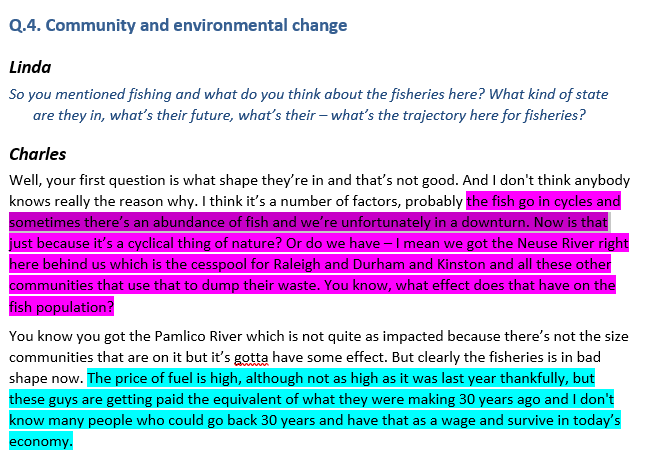 Q.4. Community and environmental change
Linda
So you mentioned fishing and what do you think about the fisheries here? What kind of state
are they in, what’s their future, what’s their – what’s the trajectory here for fisheries?
Charles
Well, your first question is what shape they’re in and that’s not good. And I don't think anybody
knows really the reason why. I think it’s a number of factors, probably the fish go in cycles and
sometimes there’s an abundance of fish and we’re unfortunately in a downturn. Now is that
just because it’s a cyclical thing of nature? Or do we have – I mean we got the Neuse River right
here behind us which is the cesspool for Raleigh and Durham and Kinston and all these other
communities that use that to dump their waste. You know, what effect does that have on the
fish population?
You know you got the Pamlico River which is not quite as impacted because there’s not the size
communities that are on it but it’s gotta have some effect. But clearly the fisheries is in bad
shape now. The price of fuel is high, although not as high as it was last year thankfully, but
these guys are getting paid the equivalent of what they were making 30 years ago and I don't
know many people who could go back 30 years and have that as a wage and survive in today’s
economy.